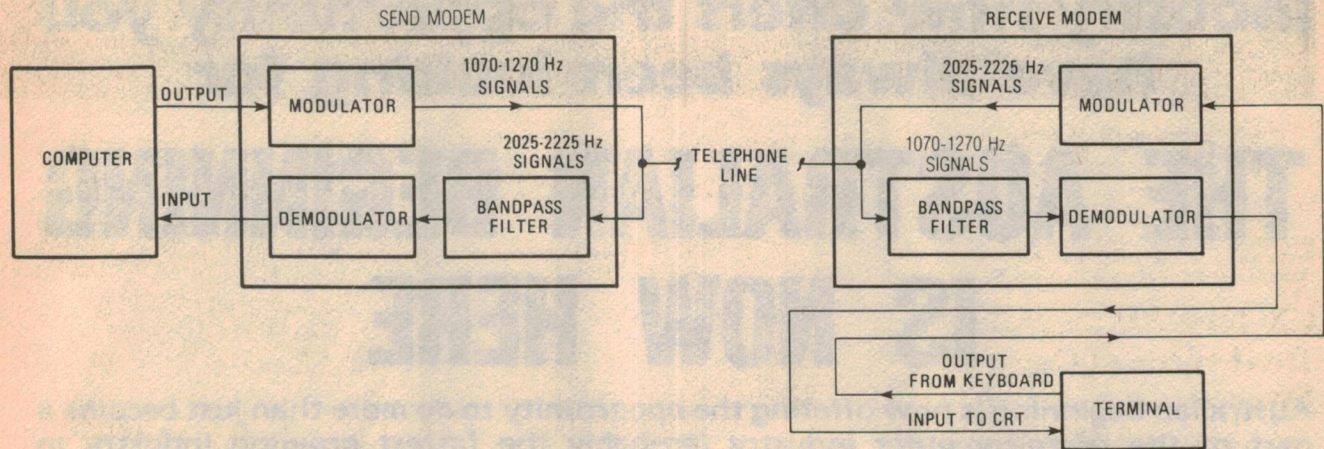 SEND MODEM
RECEIVE MODEM
COMPUTER
OUTPUT
INPUT
MODULATOR
1070-1270 Hz
SIGNALS
2025-2225 Hz
SIGNALS
DEMODULATOR
BANDPASS
FILTER
TELEPHONE
LINE
2025-2225 Hz
SIGNALS
MODULATOR
1070-1270 Hz
SIGNALS
BANDPASS
FILTER
DEMODULATOR
OUTPUT
FROM KEYBOARD
INPUT TO CRT
TERMINAL